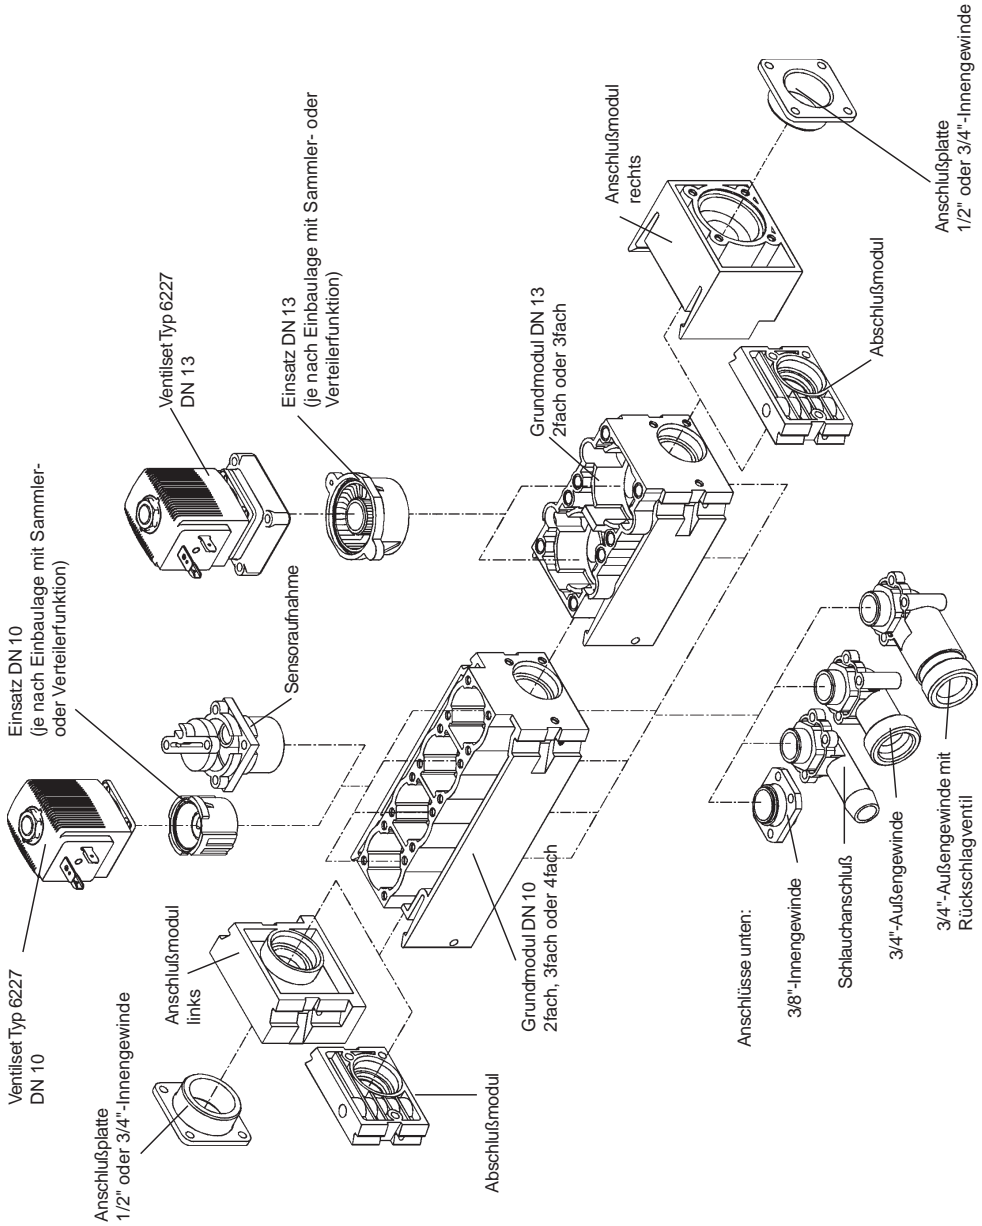 Ventilset Typ 6227
DN 10
Einsatz DN 10
(je nach Einbaulage mit Sammler-
oder Verteilerfunktion)
Ventilset Typ 6227
DN 13
Einsatz DN 13
(je nach Einbaulage mit Sammler- oder
Verteilerfunktion)
Sensoraufnahme
Grundmodul DN 13
2fach oder 3fach
Anschlußmodul
rechts
Anschlußplatte
1/2" oder 3/4"-Innengewinde
Abschlußmodul
Anschlußplatte
1/2" oder 3/4"-Innengewinde
Anschlußmodul
links
Abschlußmodul
Grundmodul DN 10
2fach, 3fach oder 4fach
Anschlüsse unten:
3/8"-Innengewinde
Schlauchanschluß
3/4"-Außengewinde
3/4"-Außengewinde mit
Rückschlagventil